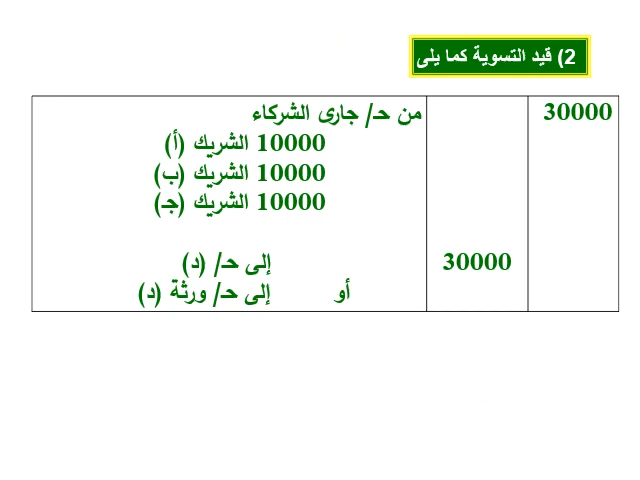 2) قيد التسوية كما يلى
30000 من حـ/ جارى الشركاء
10000 الشريك (أ)
10000 الشريك (ب)
10000 الشريك (جـ)
30000 إلى حـ/ (د)
أو إلى حـ/ ورثة (د)